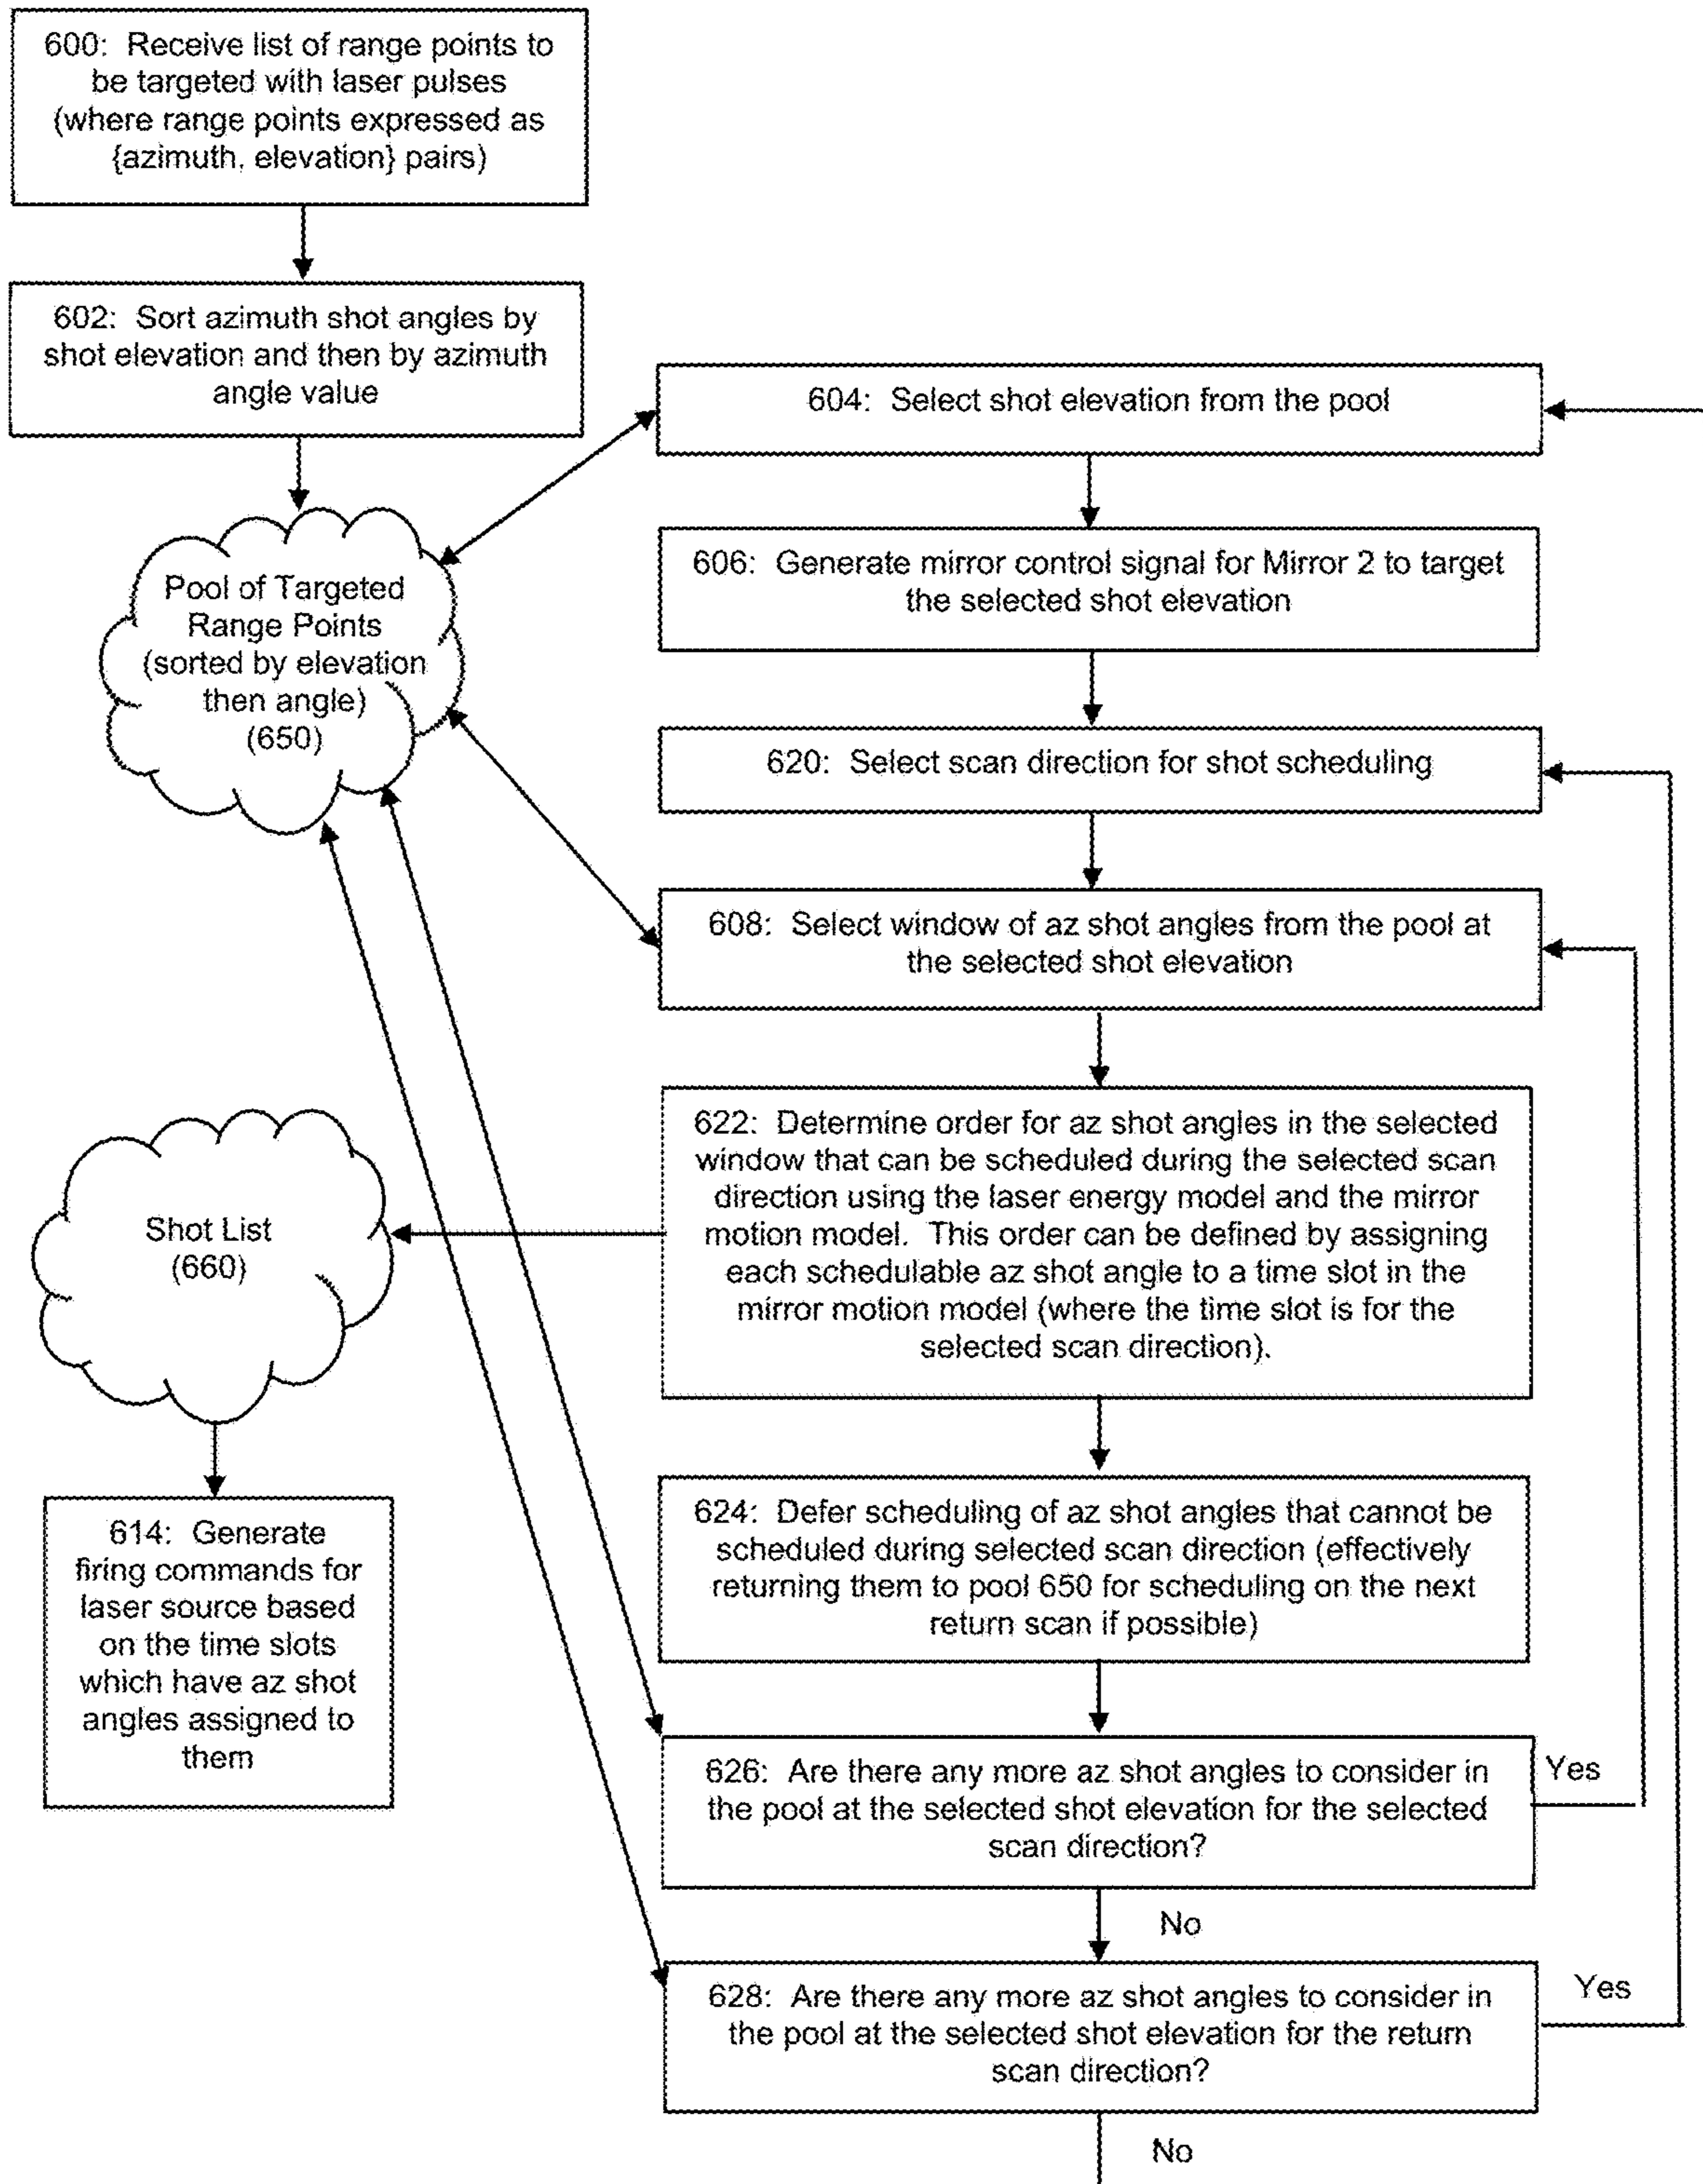 600: Receive list of range points to
be targeted with laser pulses
(where range points expressed as
{azimuth, elevation} pairs)
602: Sort azimuth shot angles by
shot elevation and then by azimuth
angle value
604: Select shot elevation from the pool
Pool of Targeted
Range Points
(sorted by elevation
then angle)
(650)
606: Generate mirror control signal for Mirror 2 to target
the selected shot elevation
620: Select scan direction for shot scheduling
608: Select window of az shot angles from the pool at
the selected shot elevation
622: Determine order for az shot angles in the selected
window that can be scheduled during the selected scan
direction using the laser energy model and the mirror
motion model. This order can be defined by assigning
each schedulable az shot angle to a time slot in the
mirror motion model (where the time slot is for the
selected scan direction).
Shot List
(660)
614: Generate
firing commands for
laser source based
on the time slots
which have az shot
angles assigned to
them
624: Defer scheduling of az shot angles that cannot be
scheduled during selected scan direction (effectively
returning them to pool 650 for scheduling on the next
return scan if possible)
626: Are there any more az shot angles to consider in
the pool at the selected shot elevation for the selected
scan direction?
Yes
No
628: Are there any more az shot angles to consider in
the pool at the selected shot elevation for the return
scan direction?
Yes
No